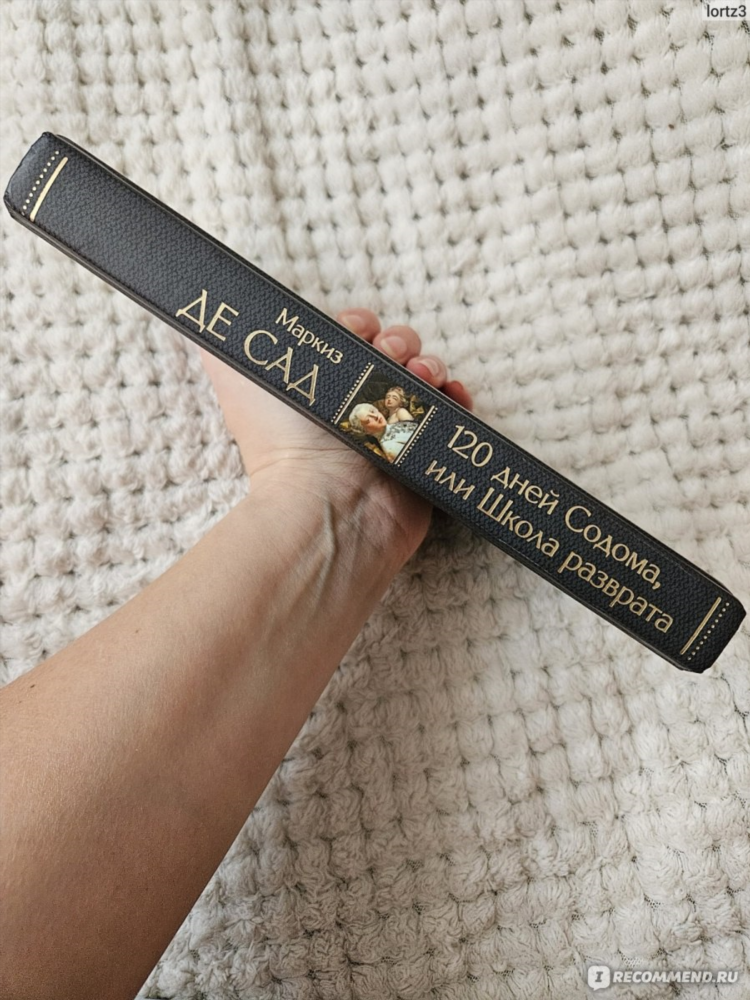 lortz3
Маркиз
ДЕ САД
120 дней Содома,
или Школа разврата
I RECOMMEND.RU